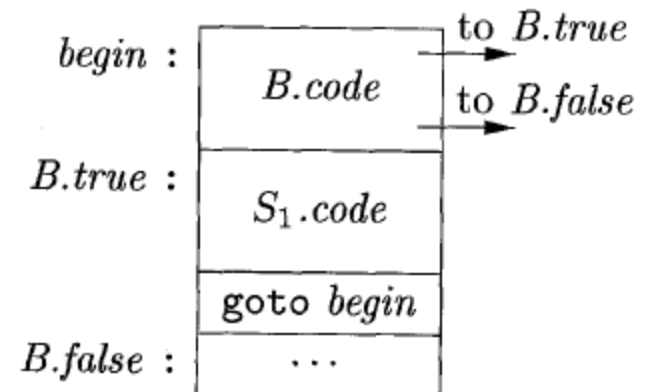 to B.true
begin :
B.code
to B.false
B.true :
S₁.code
goto begin
B.false : ...